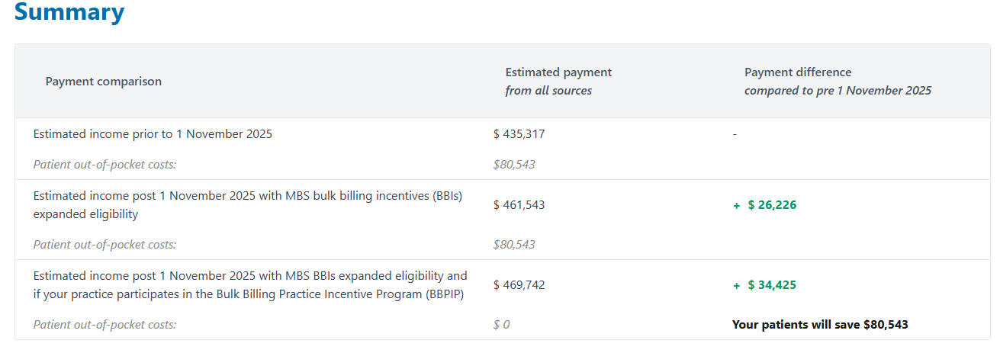 Summary
Payment comparison
Estimated payment
from all sources
Payment difference
compared to pre 1 November 2025
Estimated income prior to 1 November 2025
$ 435,317
-
Patient out-of-pocket costs:
$80,543
Estimated income post 1 November 2025 with MBS bulk billing incentives (BBIs)
expanded eligibility
$ 461,543
+ $ 26,226
Patient out-of-pocket costs:
$80,543
Estimated income post 1 November 2025 with MBS BBIs expanded eligibility and
if your practice participates in the Bulk Billing Practice Incentive Program (BBPIP)
$ 469,742
+ $ 34,425
Patient out-of-pocket costs:
$ 0
Your patients will save $80,543